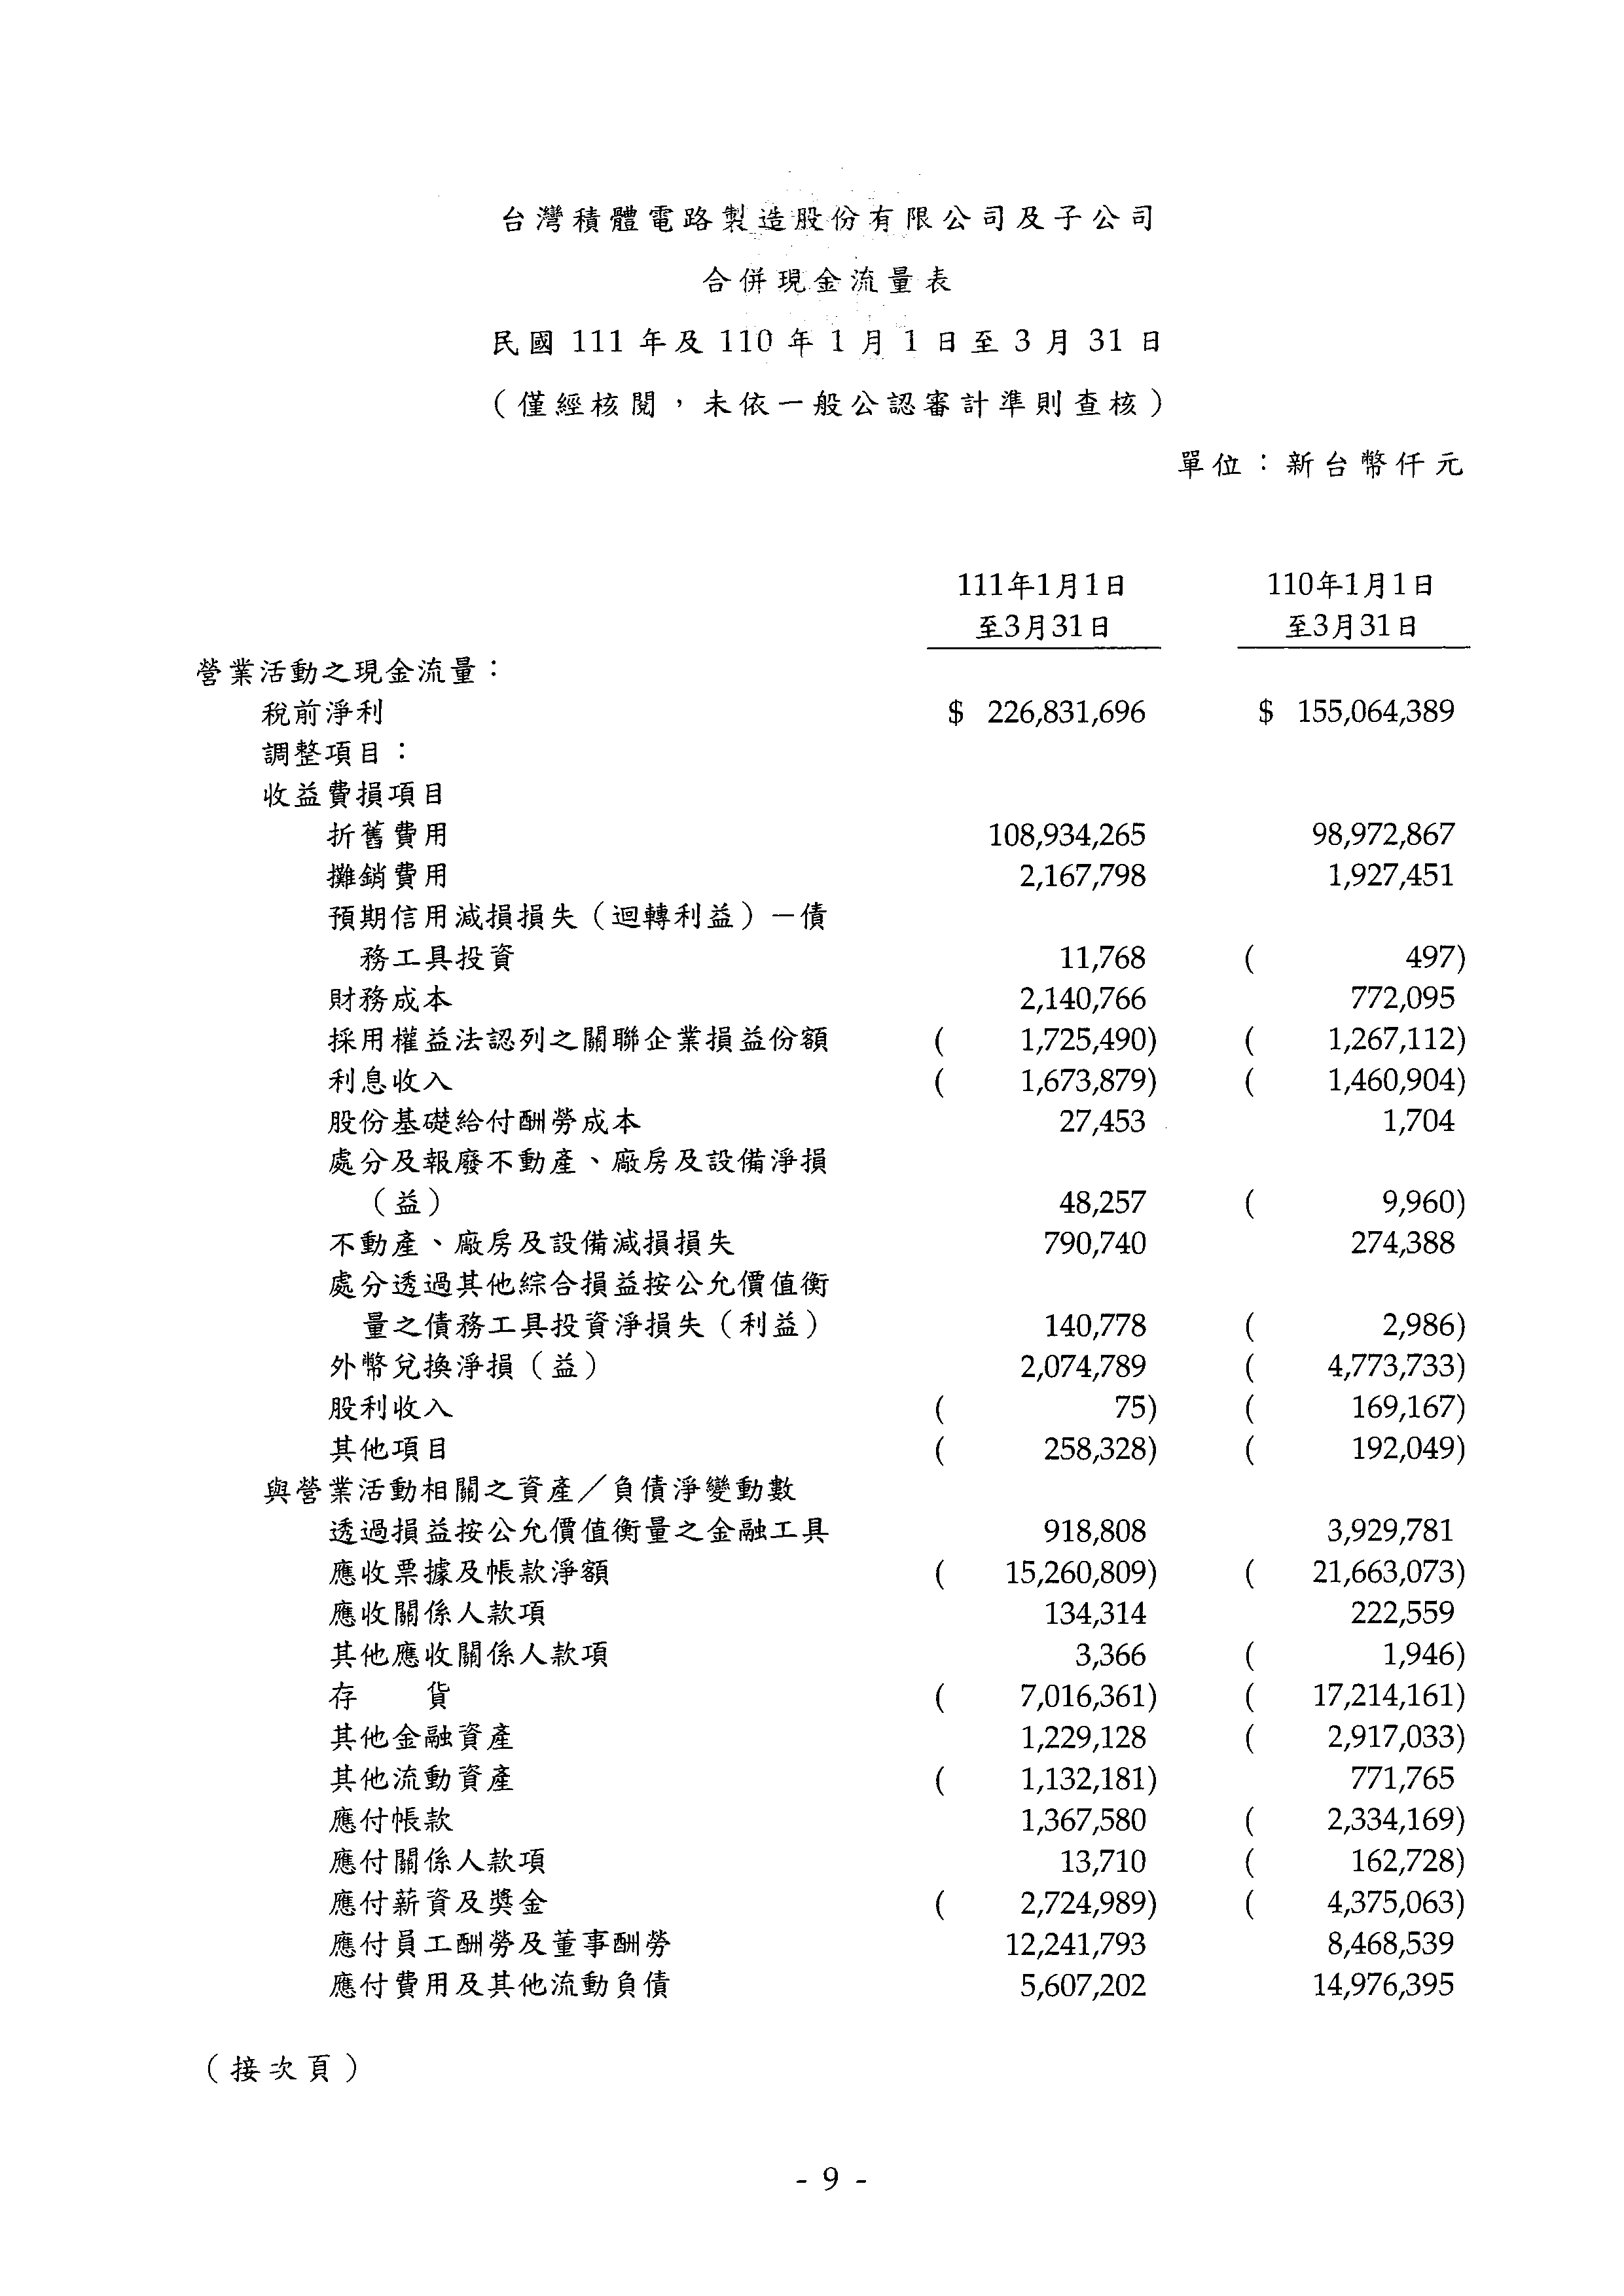 台灣積體電路製造股份有限公司及子公司
合併現金流量表
民國 111 年及 110 年 1 月 1 日至 3 月 31 日
（僅經核閱，未依一般公認審計準則查核）
單位：新台幣仟元
111年1月1日 110年1月1日
至3月31日 至3月31日
營業活動之現金流量：
稅前淨利 $ 226,831,696 $ 155,064,389
調整項目：
收益費損項目
折舊費用 108,934,265 98,972,867
攤銷費用 2,167,798 1,927,451
預期信用減損損失（迴轉利益）－債
務工具投資 11,768 ( 497)
財務成本 2,140,766 772,095
採用權益法認列之關聯企業損益份額 ( 1,725,490) ( 1,267,112)
利息收入 ( 1,673,879) ( 1,460,904)
股份基礎給付酬勞成本 27,453 1,704
處分及報廢不動產、廠房及設備淨損
（益） 48,257 ( 9,960)
不動產、廠房及設備減損損失 790,740 274,388
處分透過其他綜合損益按公允價值衡
量之債務工具投資淨損失（利益） 140,778 ( 2,986)
外幣兌換淨損（益） 2,074,789 ( 4,773,733)
股利收入 ( 75) ( 169,167)
其他項目 ( 258,328) ( 192,049)
與營業活動相關之資產／負債淨變動數
透過損益按公允價值衡量之金融工具 918,808 3,929,781
應收票據及帳款淨額 ( 15,260,809) ( 21,663,073)
應收關係人款項 134,314 222,559
其他應收關係人款項 3,366 ( 1,946)
存　　貨 ( 7,016,361) ( 17,214,161)
其他金融資產 1,229,128 ( 2,917,033)
其他流動資產 ( 1,132,181) 771,765
應付帳款 1,367,580 ( 2,334,169)
應付關係人款項 13,710 ( 162,728)
應付薪資及獎金 ( 2,724,989) ( 4,375,063)
應付員工酬勞及董事酬勞 12,241,793 8,468,539
應付費用及其他流動負債 5,607,202 14,976,395
（接次頁）
- 9 -